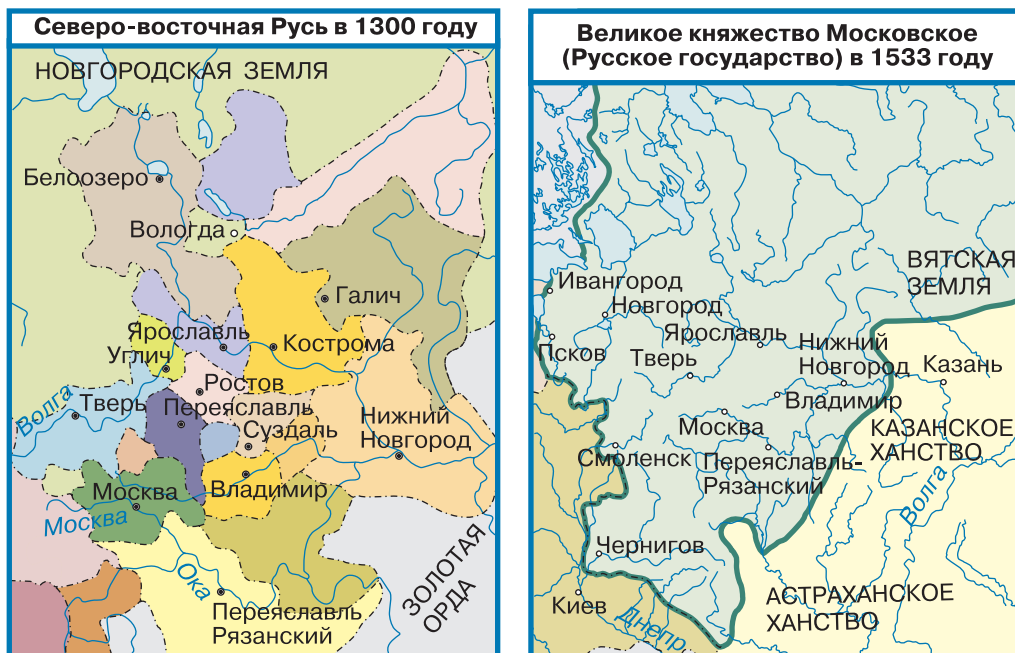 Северо-восточная Русь в 1300 году
НОВГОРОДСКАЯ ЗЕМЛЯ
Белоозеро
Вологда
Галич
Ярославль
Кострома
Углич
Ростов
Волга
Тверь
Переяславль
Суздаль
Нижний
Новгород
Москва
Владимир
Москва
Ока
ЗОЛОТАЯ
ОРДА
Переяславль
Рязанский
Великое княжество Московское
(Русское государство) в 1533 году
ВЯТСКАЯ
ЗЕМЛЯ
Ивангород
Новгород
Ярославль
Псков
Тверь
Нижний
Новгород
Казань
Владимир
Москва
КАЗАНСКОЕ
ХАНСТВО
Смоленск
Переяславль-
Рязанский
Волга
Чернигов
Киев
Днепр
АСТРАХАНСКОЕ
ХАНСТВО